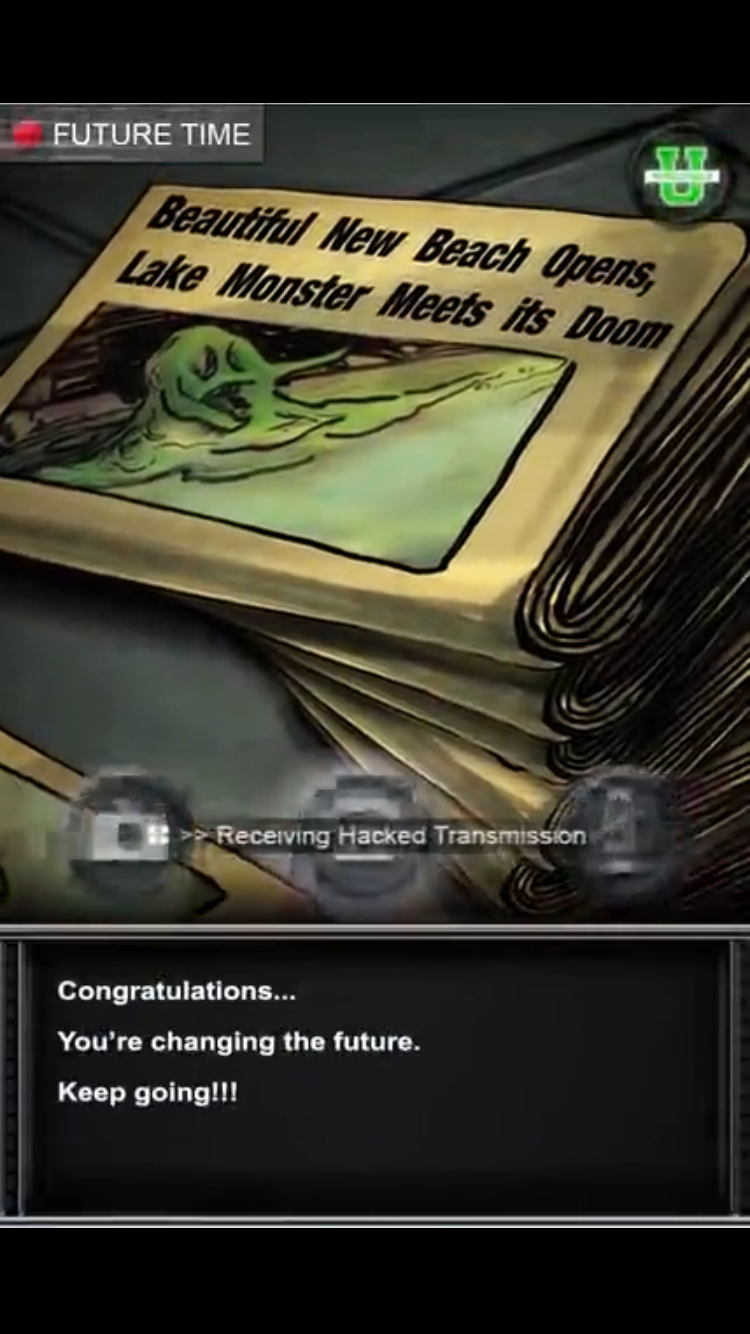 FUTURE TIME
U
Beautiful New Beach Opens,
Lake Monster Meets its Doom
>> Receiving Hacked Transmission
Congratulations...
You're changing the future.
Keep going!!!